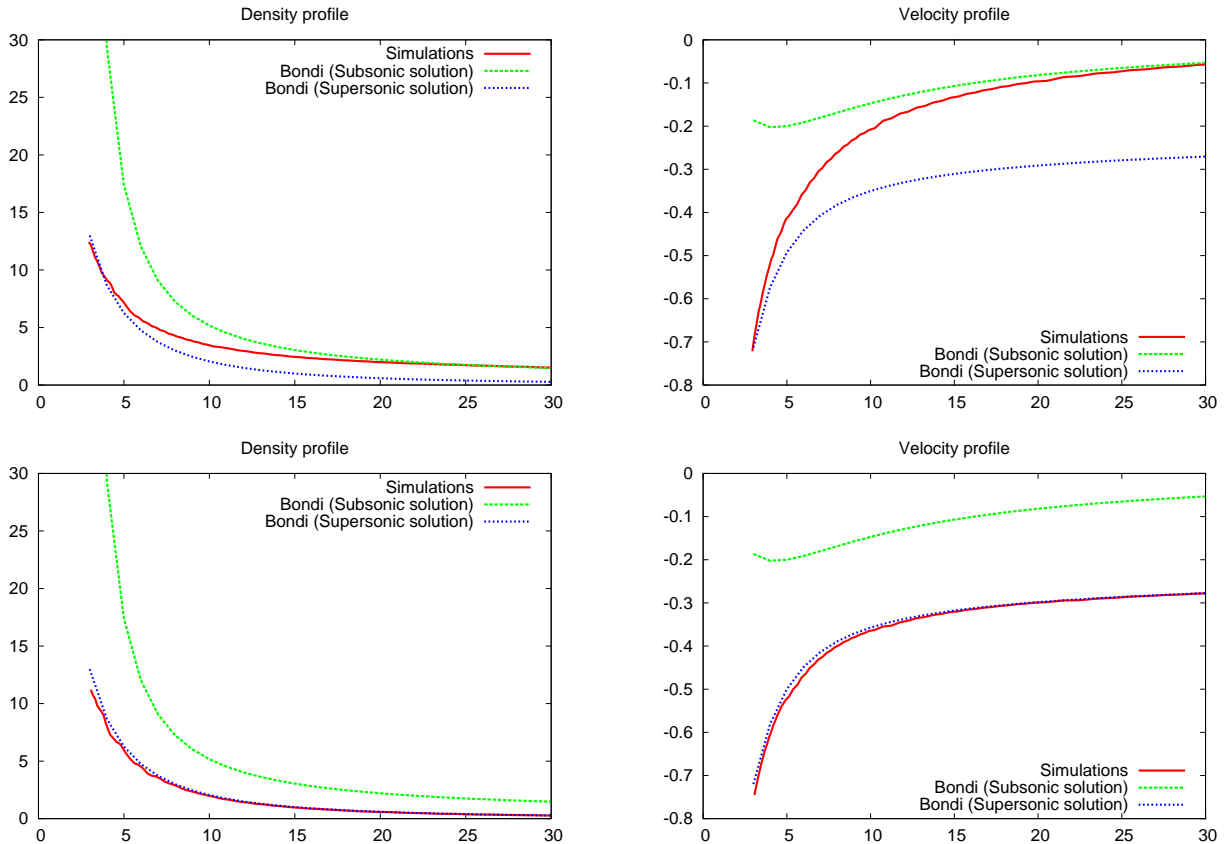 Density profile
30
25
20
15
10
5
0
0 5 10 15 20 25 30
Simulations
Bondi (Subsonic solution)
Bondi (Supersonic solution)
Velocity profile
0
-0.1
-0.2
-0.3
-0.4
-0.5
-0.6
-0.7
-0.8
0 5 10 15 20 25 30
Simulations
Bondi (Subsonic solution)
Bondi (Supersonic solution)
Density profile
30
25
20
15
10
5
0
0 5 10 15 20 25 30
Simulations
Bondi (Subsonic solution)
Bondi (Supersonic solution)
Velocity profile
0
-0.1
-0.2
-0.3
-0.4
-0.5
-0.6
-0.7
-0.8
0 5 10 15 20 25 30
Simulations
Bondi (Subsonic solution)
Bondi (Supersonic solution)